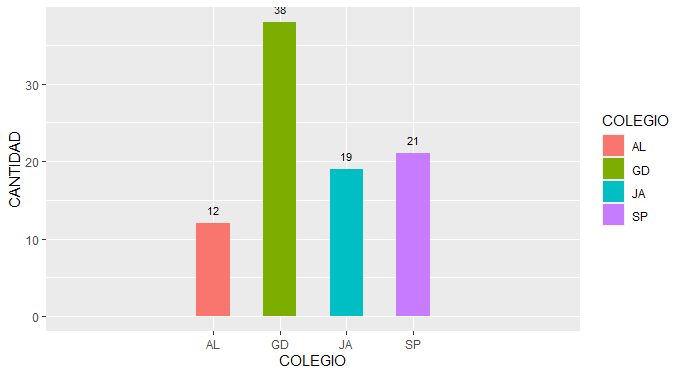 38
30
20
10
0
12
19
21
CANTIDAD
AL
GD
JA
SP
COLEGIO
COLEGIO
AL
GD
JA
SP